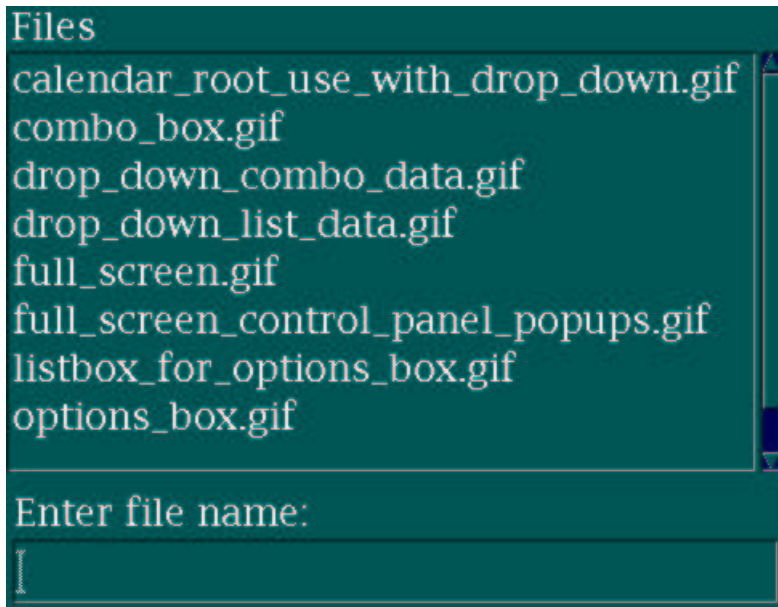 Files
calendar_root_use_with_drop_down.gif
combo_box.gif
drop_down_combo_data.gif
drop_down_list_data.gif
full_screen.gif
full_screen_control_panel_popups.gif
listbox_for_options_box.gif
options_box.gif
Enter file name: